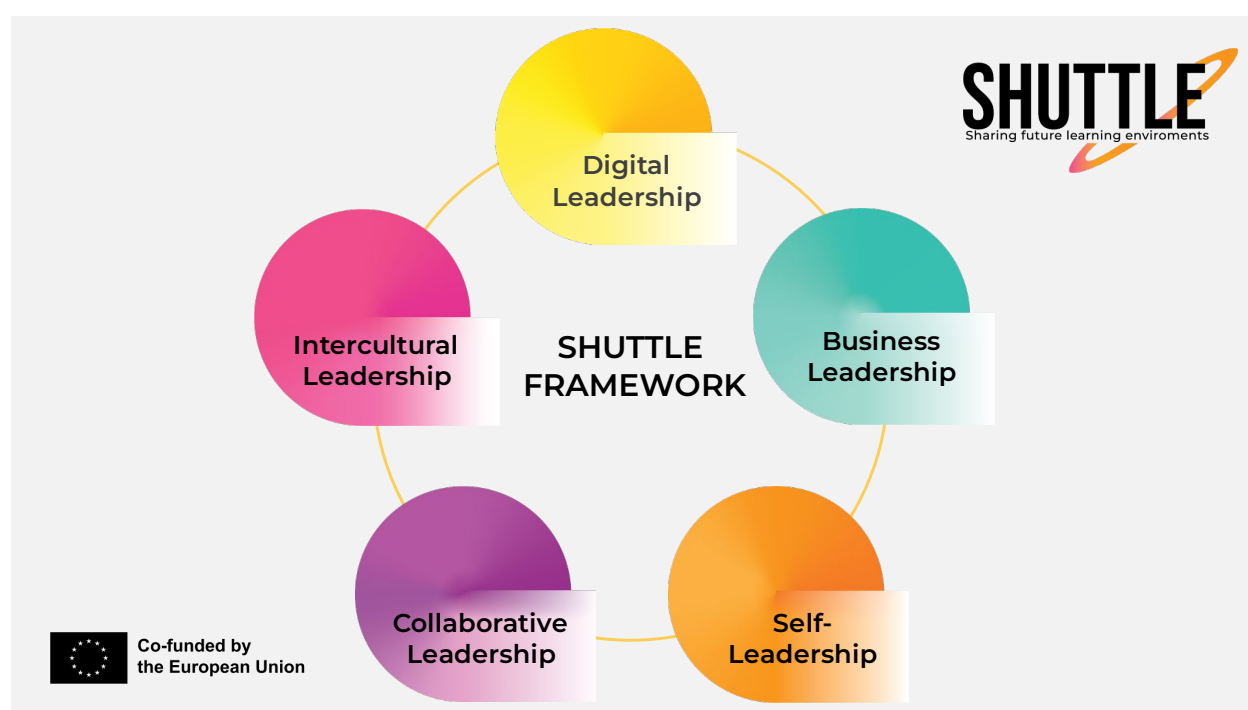 SHUTTLE
Sharing future learning enviroments
Digital
Leadership
Intercultural
Leadership
SHUTTLE
FRAMEWORK
Business
Leadership
Collaborative
Leadership
Self-
Leadership
Co-funded by
the European Union